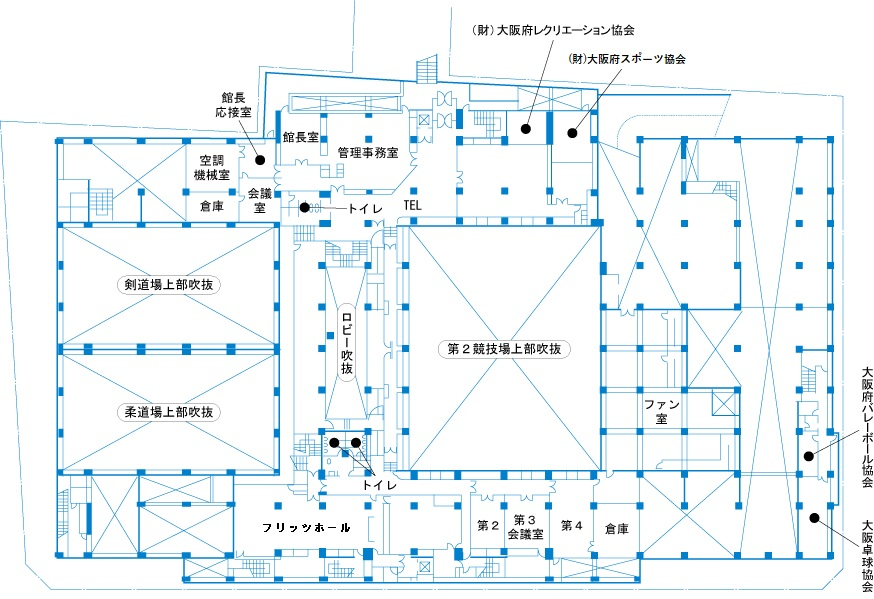 (財)大阪府レクリエーション協会
(財)大阪府スポーツ協会
館長
応接室
館長室
管理事務室
空調
機械室
倉庫
会議
室
トイレ
TEL
剣道場上部吹抜
ロビー吹抜
第２競技場上部吹抜
柔道場上部吹抜
ファン
室
大阪府バレーボール協会
トイレ
フリッツホール
第２
第３
会議室
第４
倉庫
大阪卓球協会